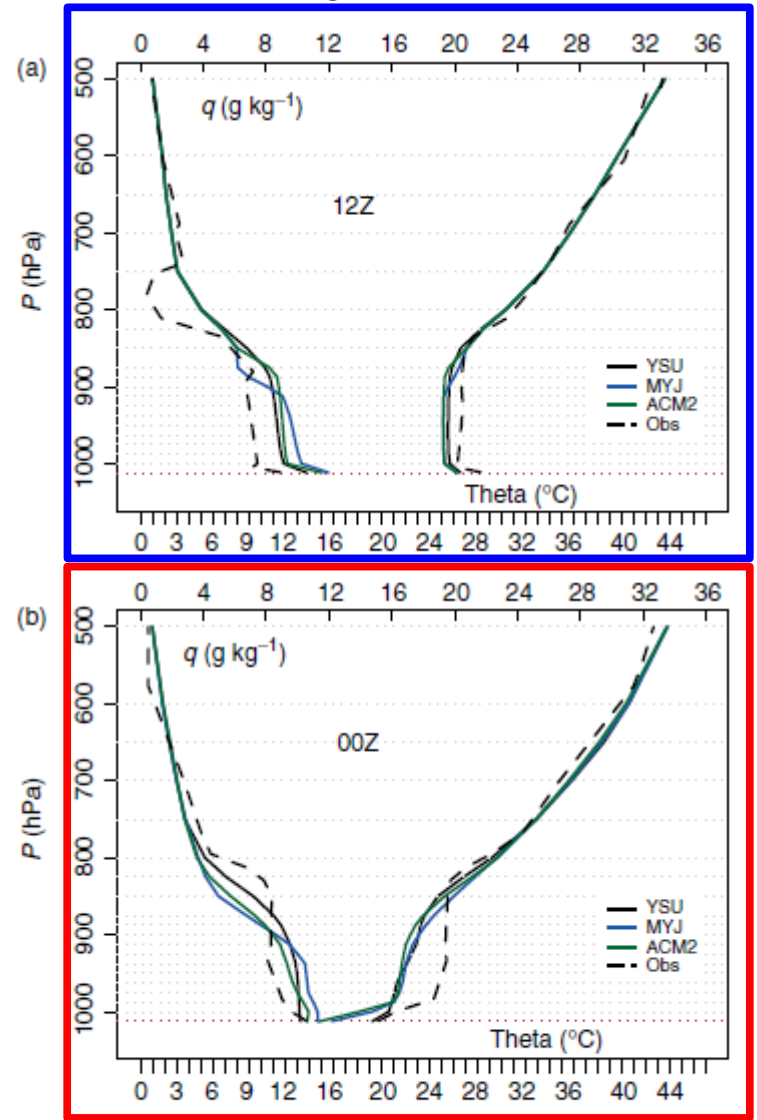 0 4 8 12 16 20 24 28 32 36
(a)
q (g kg⁻¹)
12Z
P (hPa)
500 600 700 800 900 1000
YSU
MYJ
ACM2
Obs
Theta (°C)
0 3 6 9 12 16 20 24 28 32 36 40 44
0 4 8 12 16 20 24 28 32 36
(b)
q (g kg⁻¹)
00Z
P (hPa)
500 600 700 800 900 1000
YSU
MYJ
ACM2
Obs
Theta (°C)
0 3 6 9 12 16 20 24 28 32 36 40 44